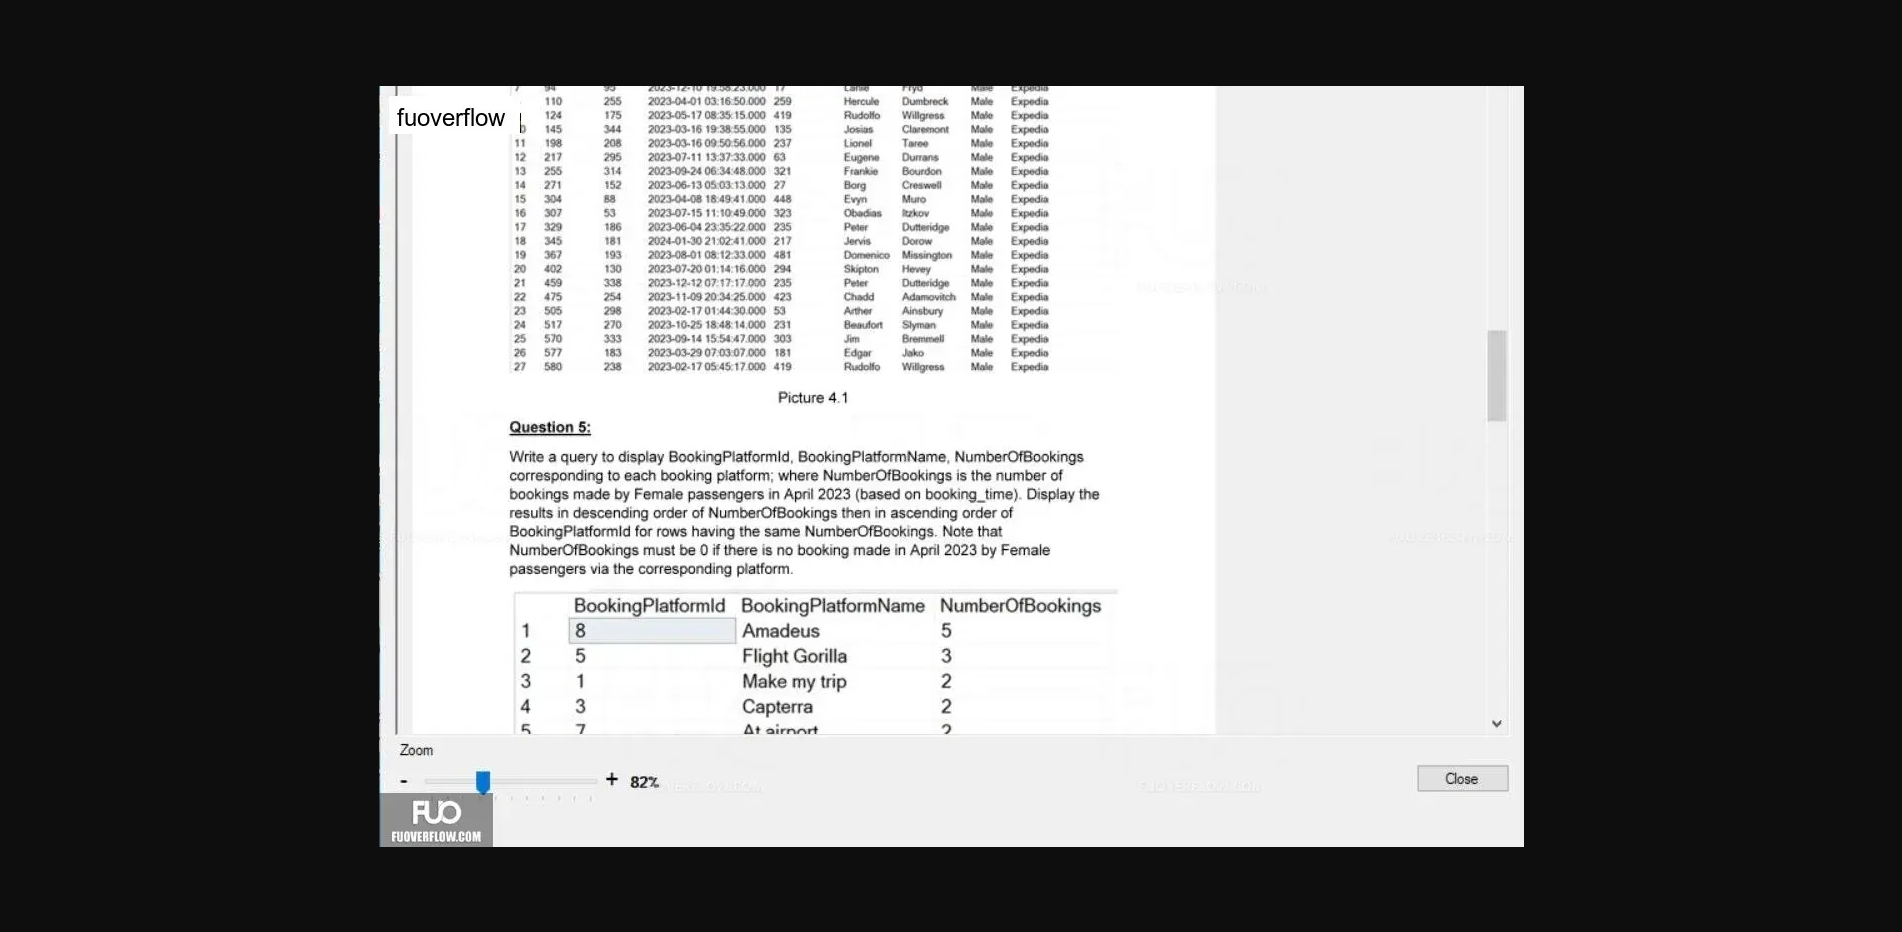 fuoverflow
7 94 95 2023-12-10 19:58:23.000 17 Lanie Fryd Male Expedia
110 255 2023-04-01 03:16:50.000 259 Hercule Dumbreck Male Expedia
124 175 2023-05-17 08:35:15.000 419 Rudolfo Willgress Male Expedia
0 145 344 2023-03-16 19:38:55.000 135 Josias Claremont Male Expedia
11 198 208 2023-03-16 09:50:56.000 237 Lionel Taree Male Expedia
12 217 295 2023-07-11 13:37:33.000 63 Eugene Durrans Male Expedia
13 255 314 2023-09-24 06:34:48.000 321 Frankie Bourdon Male Expedia
14 271 152 2023-06-13 05:03:13.000 27 Borg Creswell Male Expedia
15 304 88 2023-04-08 18:49:41.000 448 Evyn Muro Male Expedia
16 307 53 2023-07-15 11:10:49.000 323 Obadias Itzkov Male Expedia
17 329 186 2023-06-04 23:35:22.000 235 Peter Dutteridge Male Expedia
18 345 181 2024-01-30 21:02:41.000 217 Jervis Dorow Male Expedia
19 367 193 2023-08-01 08:12:33.000 481 Domenico Missington Male Expedia
20 402 130 2023-07-20 01:14:16.000 294 Skipton Hevey Male Expedia
21 459 338 2023-12-12 07:17:17.000 235 Peter Dutteridge Male Expedia
22 475 254 2023-11-09 20:34:25.000 423 Chadd Adamovitch Male Expedia
23 505 298 2023-02-17 01:44:30.000 53 Arther Ainsbury Male Expedia
24 517 270 2023-10-25 18:48:14.000 231 Beaufort Slyman Male Expedia
25 570 333 2023-09-14 15:54:47.000 303 Jim Bremmell Male Expedia
26 577 183 2023-03-29 07:03:07.000 181 Edgar Jako Male Expedia
27 580 238 2023-02-17 05:45:17.000 419 Rudolfo Willgress Male Expedia
Picture 4.1
Question 5:
Write a query to display BookingPlatformId, BookingPlatformName, NumberOfBookings
corresponding to each booking platform; where NumberOfBookings is the number of
bookings made by Female passengers in April 2023 (based on booking_time). Display the
results in descending order of NumberOfBookings then in ascending order of
BookingPlatformId for rows having the same NumberOfBookings. Note that
NumberOfBookings must be 0 if there is no booking made in April 2023 by Female
passengers via the corresponding platform.
BookingPlatformId BookingPlatformName NumberOfBookings
1 8 Amadeus 5
2 5 Flight Gorilla 3
3 1 Make my trip 2
4 3 Capterra 2
5 7 At airport 2
Zoom
- + 82%
Close
FUO
FUOVERFLOW.COM